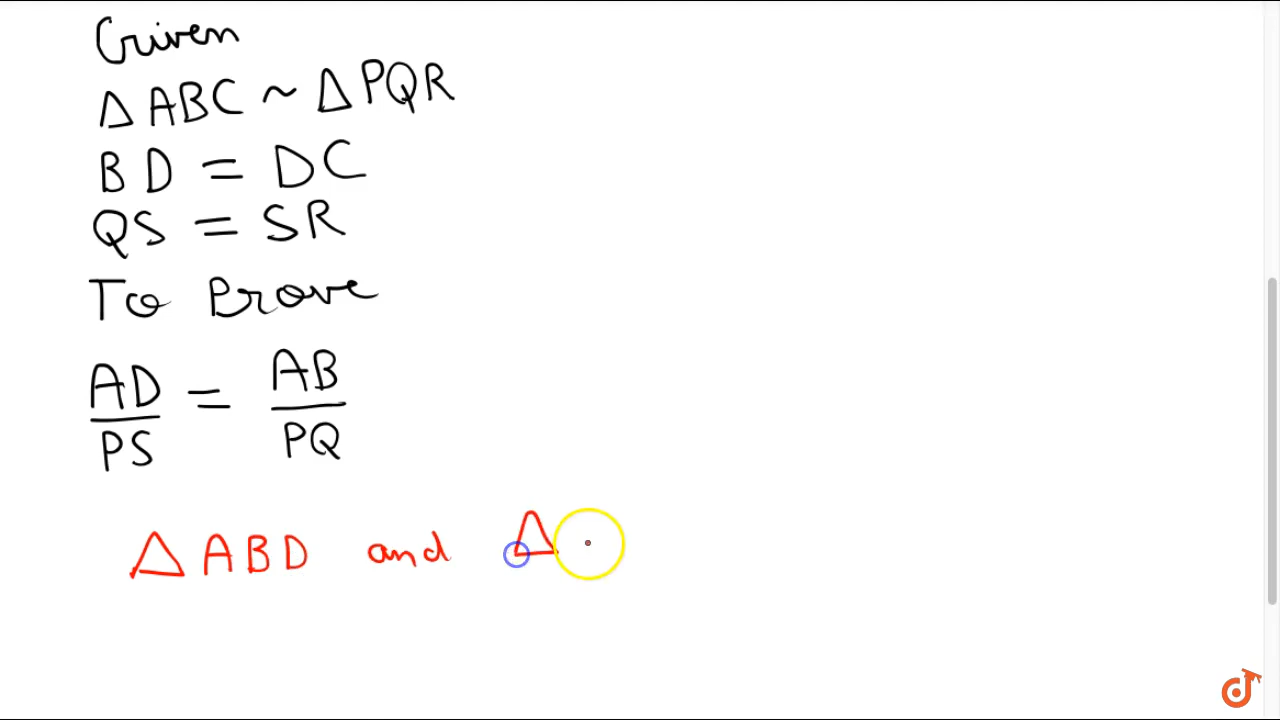 Given
Δ ABC ~ Δ PQR
BD = DC
QS = SR
To Prove
AD/PS = AB/PQ
Δ ABD and Δ